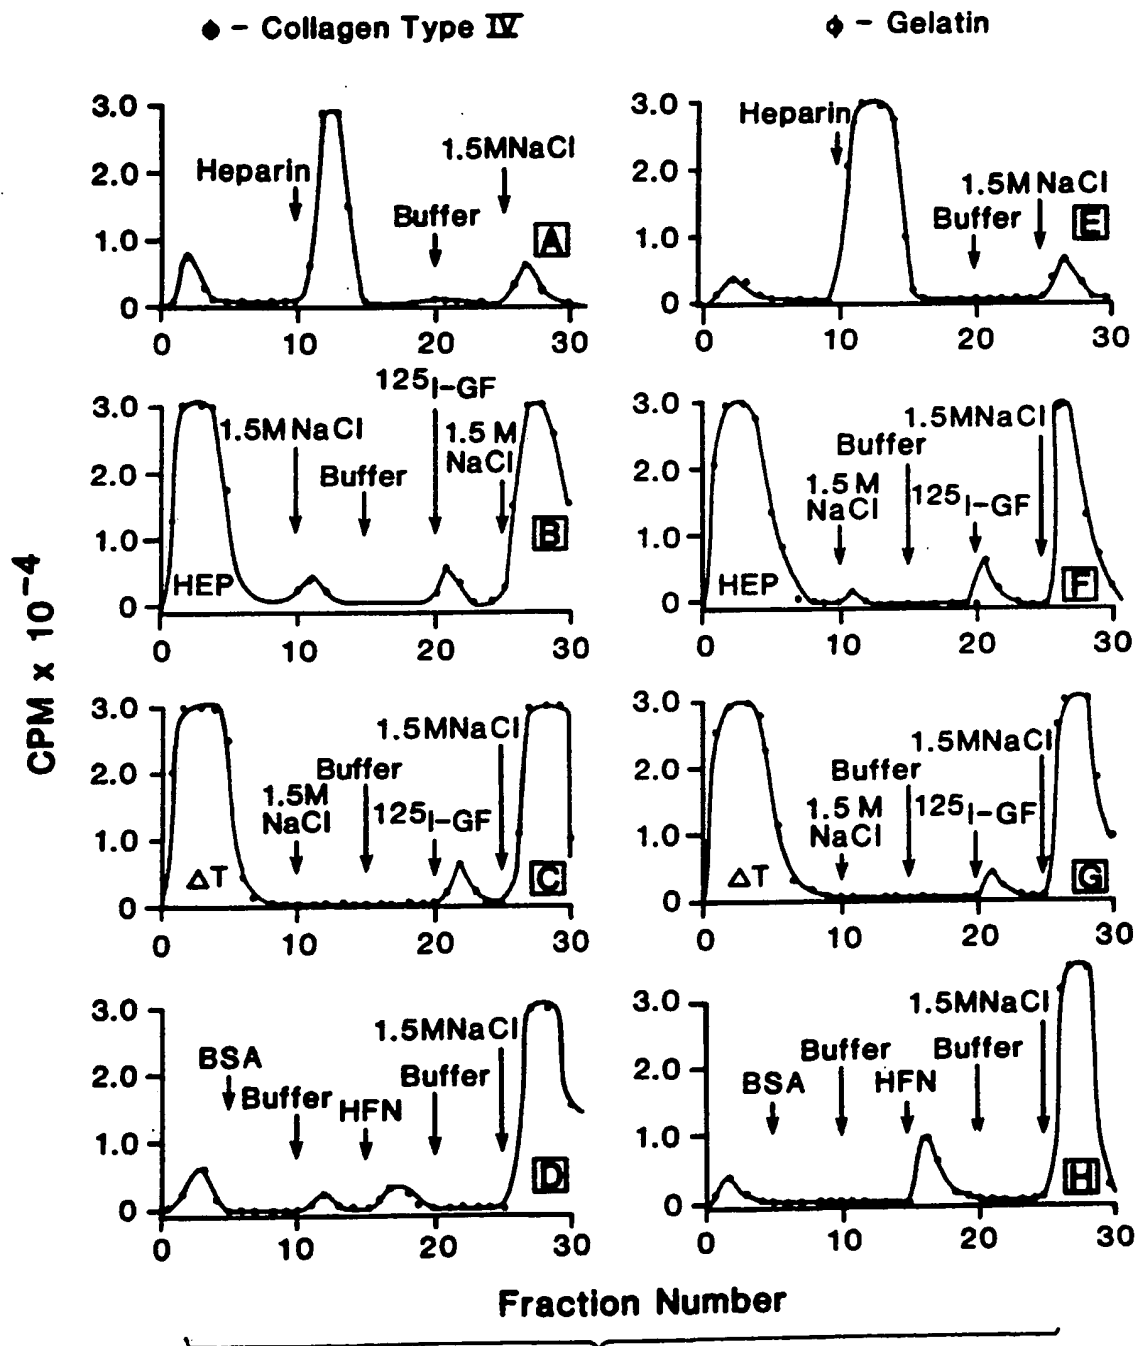 - Collagen Type IV
- Gelatin
3.0
2.0
1.0
0
Heparin
Buffer
1.5MNaCl
A
0 10 20 30
3.0
2.0
1.0
0
Heparin
Buffer
1.5M NaCl
E
0 10 20 30
3.0
2.0
1.0
0
HEP
1.5M NaCl
Buffer
125I-GF
1.5 M
NaCl
B
0 10 20 30
3.0
2.0
1.0
0
HEP
1.5 M
NaCl
Buffer
125I-GF
1.5MNaCl
F
0 10 20 30
3.0
2.0
1.0
0
ΔT
1.5M
NaCl
Buffer
125I-GF
1.5MNaCl
C
0 10 20 30
3.0
2.0
1.0
0
ΔT
1.5 M
NaCl
Buffer
125I-GF
1.5MNaCl
G
0 10 20 30
3.0
2.0
1.0
0
BSA
Buffer
HFN
Buffer
1.5MNaCl
D
0 10 20 30
3.0
2.0
1.0
0
BSA
Buffer
HFN
Buffer
1.5MNaCl
H
0 10 20 30
CPM x 10-4
Fraction Number